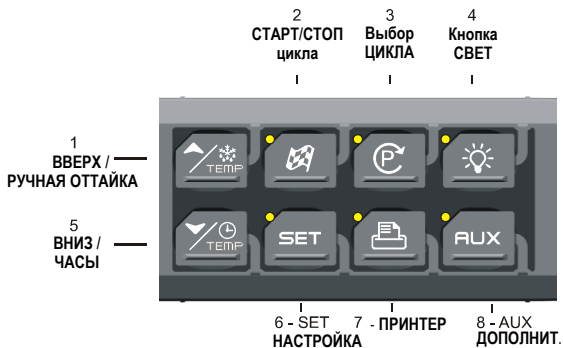 2
СТАРТ/СТОП
цикла
3
Выбор
ЦИКЛА
4
Кнопка
СВЕТ
1
ВВЕРХ /
РУЧНАЯ ОТТАЙКА
TEMP
P
5
ВНИЗ /
ЧАСЫ
TEMP
SET
AUX
6 - SET
НАСТРОЙКА
7 - ПРИНТЕР
8 - AUX
ДОПОЛНИТ.